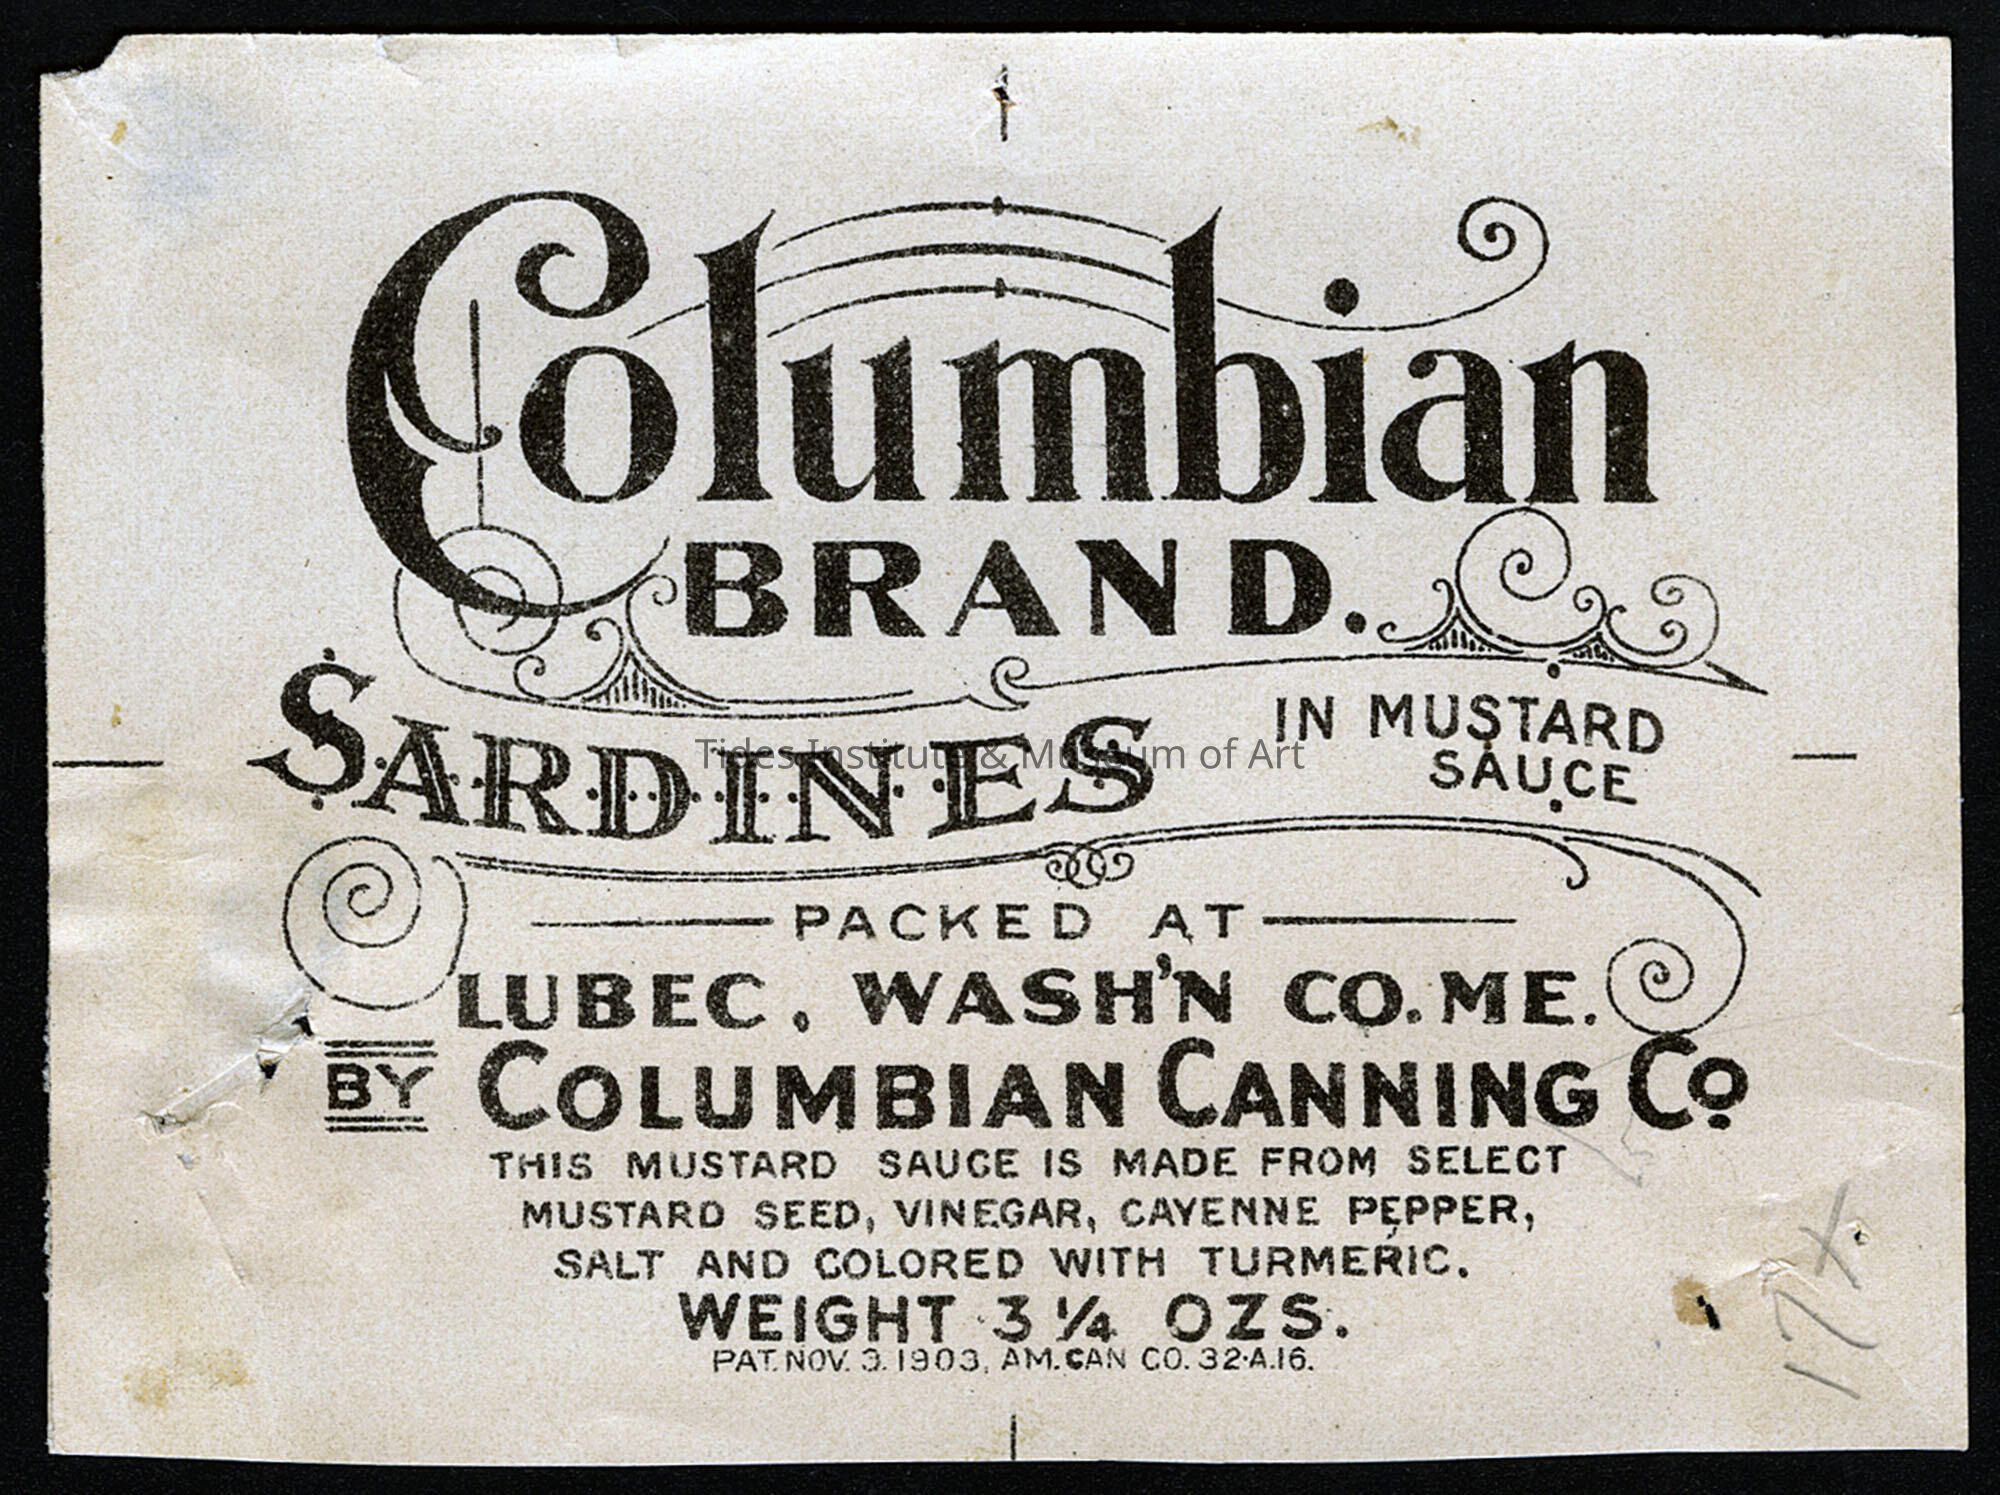 Columbian
BRAND.
SARDINES
IN MUSTARD
SAUCE
Tides Institute & Museum of Art
PACKED AT
LUBEC, WASH'N CO. ME.
BY COLUMBIAN CANNING CO.
THIS MUSTARD SAUCE IS MADE FROM SELECT
MUSTARD SEED, VINEGAR, CAYENNE PEPPER,
SALT AND COLORED WITH TURMERIC.
WEIGHT 3 1/4 OZS.
PAT. NOV. 3. 1903, AM. CAN CO. 32·A.16.